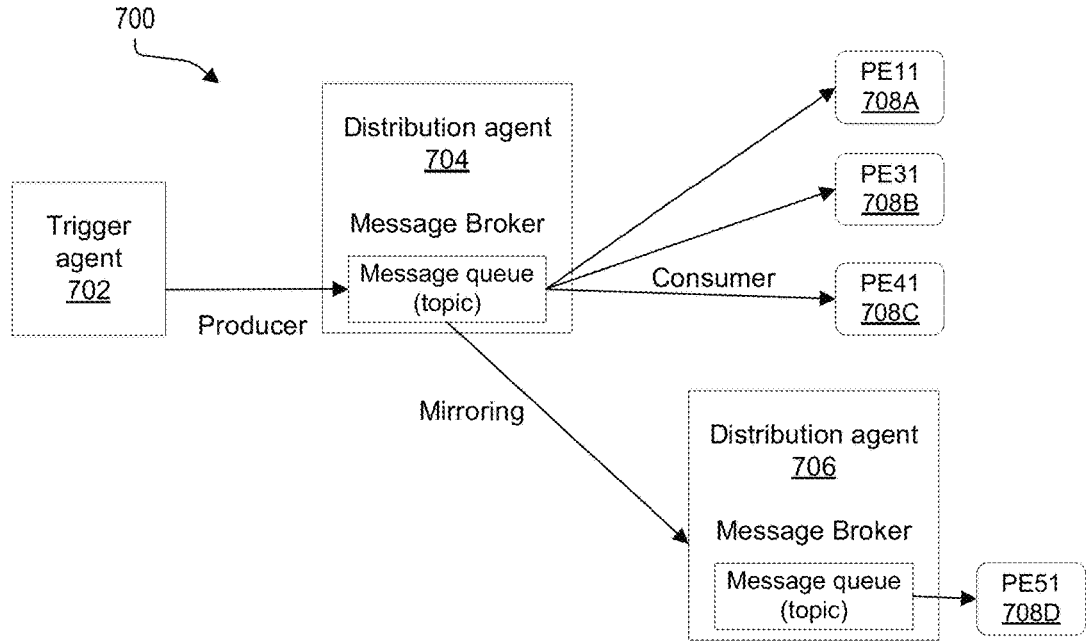 700
PE11
708A
Distribution agent
704
PE31
708B
Trigger
agent
702
Message Broker
Message queue
(topic)
Consumer
PE41
708C
Producer
Mirroring
Distribution agent
706
Message Broker
Message queue
(topic)
PE51
708D